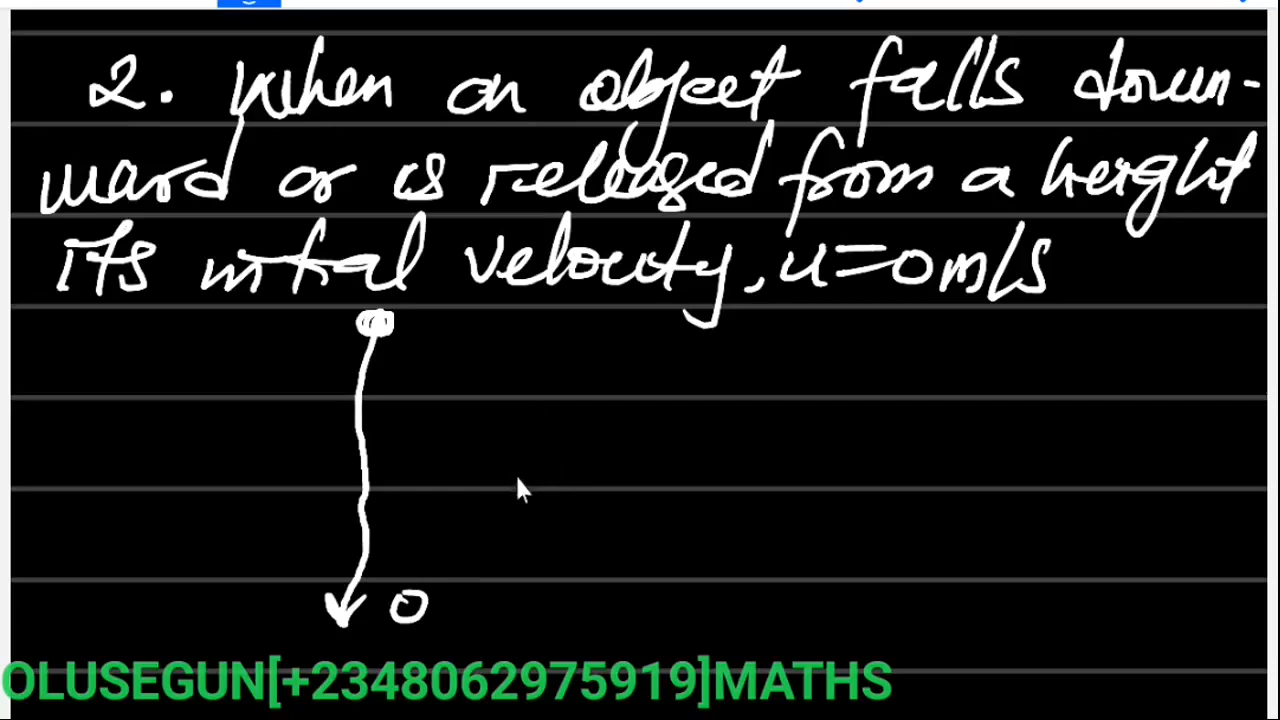 2. When an object falls down-
ward or is released from a height
its initial velocity, u=0m/s
0
OLUSEGUN[+2348062975919]MATHS